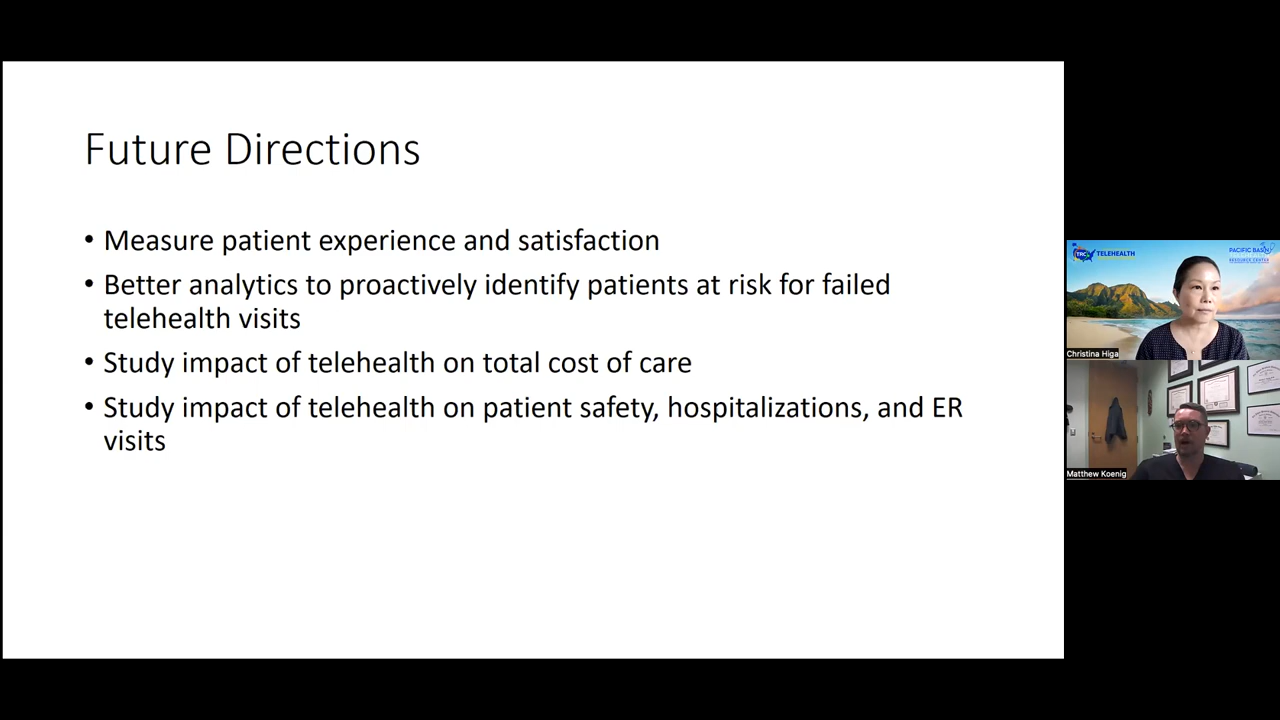 Future Directions
• Measure patient experience and satisfaction
• Better analytics to proactively identify patients at risk for failed
telehealth visits
• Study impact of telehealth on total cost of care
• Study impact of telehealth on patient safety, hospitalizations, and ER
visits
TELEHEALTH
PACIFIC BASIN
RESOURCE CENTER
Christina Higa
Matthew Koenig